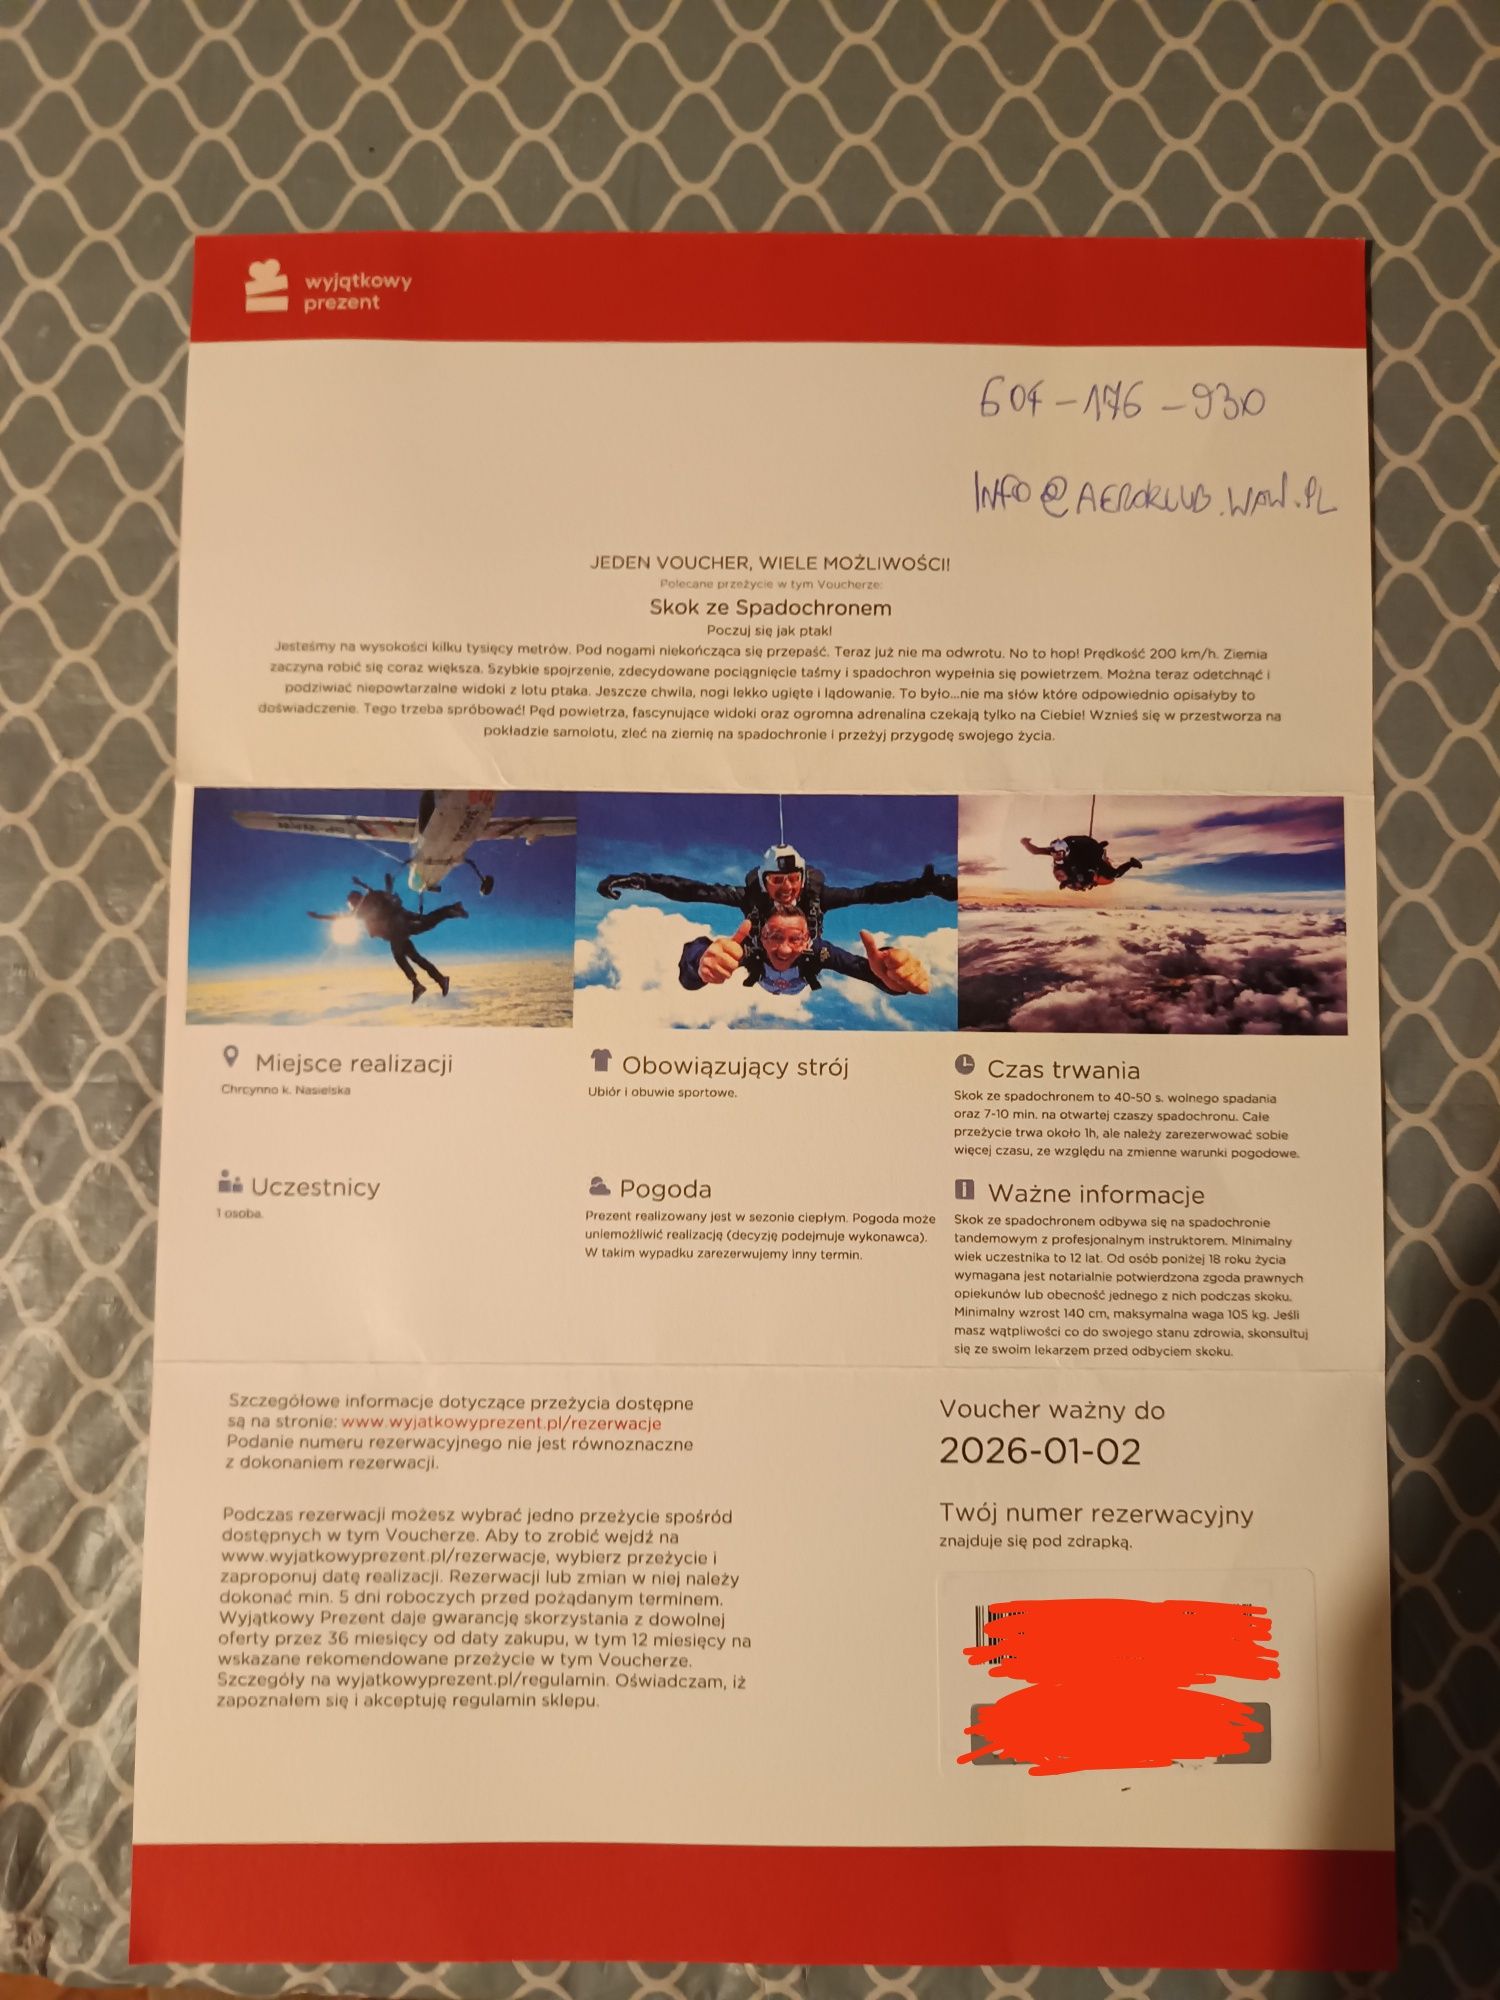 wyjątkowy
prezent
604-176-930
INFO@AEROKLUB.WAW.PL
JEDEN VOUCHER, WIELE MOŻLIWOŚCI!
Polecane przeżycie w tym Voucherze:
Skok ze Spadochronem
Poczuj się jak ptak!
Jesteśmy na wysokości kilku tysięcy metrów. Pod nogami niekończąca się przepaść. Teraz już nie ma odwrotu. No to hop! Prędkość 200 km/h. Ziemia
zaczyna robić się coraz większa. Szybkie spojrzenie, zdecydowane pociągnięcie taśmy i spadochron wypełnia się powietrzem. Można teraz odetchnąć i
podziwiać niepowtarzalne widoki z lotu ptaka. Jeszcze chwila, nogi lekko ugięte i lądowanie. To było...nie ma słów które odpowiednio opisałyby to
doświadczenie. Tego trzeba spróbować! Pęd powietrza, fascynujące widoki oraz ogromna adrenalina czekają tylko na Ciebie! Wznieś się w przestworza na
pokładzie samolotu, zleć na ziemię na spadochronie i przeżyj przygodę swojego życia.
Miejsce realizacji
Chrcynno k. Nasielska
Obowiązujący strój
Ubiór i obuwie sportowe.
Czas trwania
Skok ze spadochronem to 40-50 s. wolnego spadania
oraz 7-10 min. na otwartej czaszy spadochronu. Całe
przeżycie trwa około 1h, ale należy zarezerwować sobie
więcej czasu, ze względu na zmienne warunki pogodowe.
Uczestnicy
1 osoba.
Pogoda
Prezent realizowany jest w sezonie ciepłym. Pogoda może
uniemożliwić realizację (decyzję podejmuje wykonawca).
W takim wypadku zarezerwujemy inny termin.
Ważne informacje
Skok ze spadochronem odbywa się na spadochronie
tandemowym z profesjonalnym instruktorem. Minimalny
wiek uczestnika to 12 lat. Od osób poniżej 18 roku życia
wymagana jest notarialnie potwierdzona zgoda prawnych
opiekunów lub obecność jednego z nich podczas skoku.
Minimalny wzrost 140 cm, maksymalna waga 105 kg. Jeśli
masz wątpliwości co do swojego stanu zdrowia, skonsultuj
się ze swoim lekarzem przed odbyciem skoku.
Szczegółowe informacje dotyczące przeżycia dostępne
są na stronie: www.wyjatkowyprezent.pl/rezerwacje
Podanie numeru rezerwacyjnego nie jest równoznaczne
z dokonaniem rezerwacji.
Podczas rezerwacji możesz wybrać jedno przeżycie spośród
dostępnych w tym Voucherze. Aby to zrobić wejdź na
www.wyjatkowyprezent.pl/rezerwacje, wybierz przeżycie i
zaproponuj datę realizacji. Rezerwacji lub zmian w niej należy
dokonać min. 5 dni roboczych przed pożądanym terminem.
Wyjątkowy Prezent daje gwarancję skorzystania z dowolnej
oferty przez 36 miesięcy od daty zakupu, w tym 12 miesięcy na
wskazane rekomendowane przeżycie w tym Voucherze.
Szczegóły na wyjatkowyprezent.pl/regulamin. Oświadczam, iż
zapoznałem się i akceptuję regulamin sklepu.
Voucher ważny do
2026-01-02
Twój numer rezerwacyjny
znajduje się pod zdrapką.